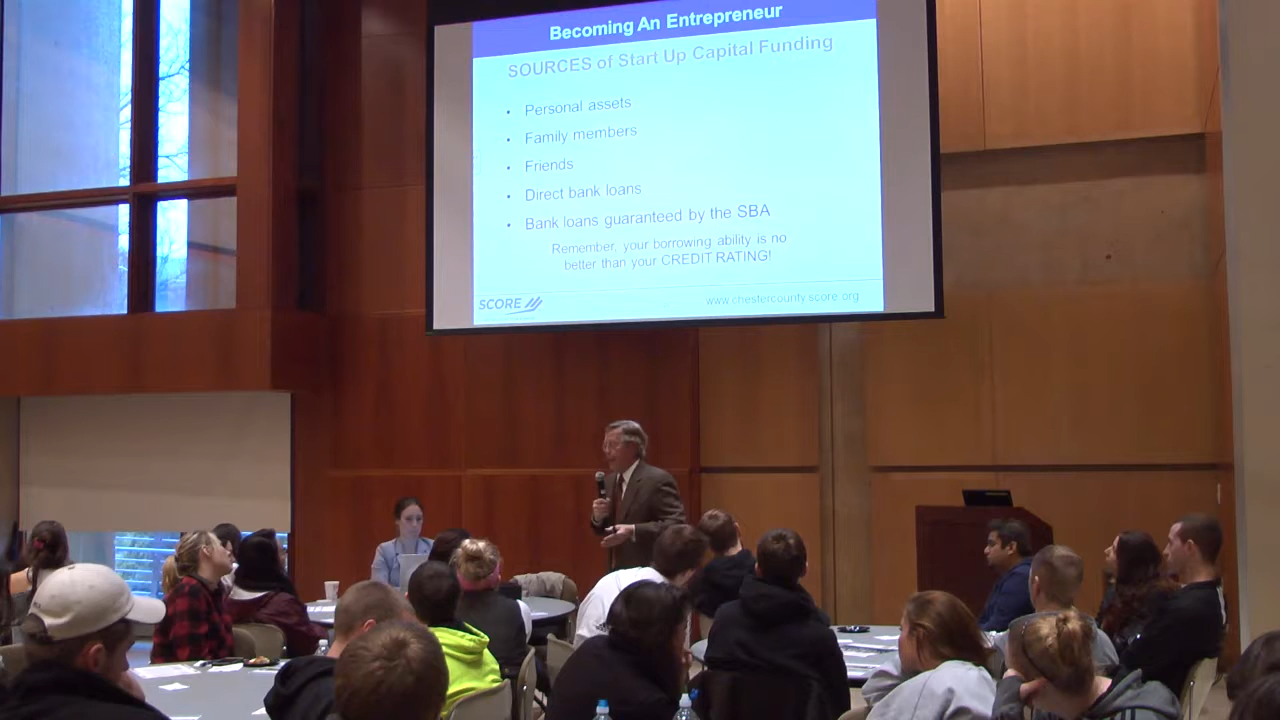 Becoming An Entrepreneur
SOURCES of Start Up Capital Funding
• Personal assets
• Family members
• Friends
• Direct bank loans
• Bank loans guaranteed by the SBA
Remember, your borrowing ability is no
better than your CREDIT RATING!
SCORE
www.chestercounty.score.org